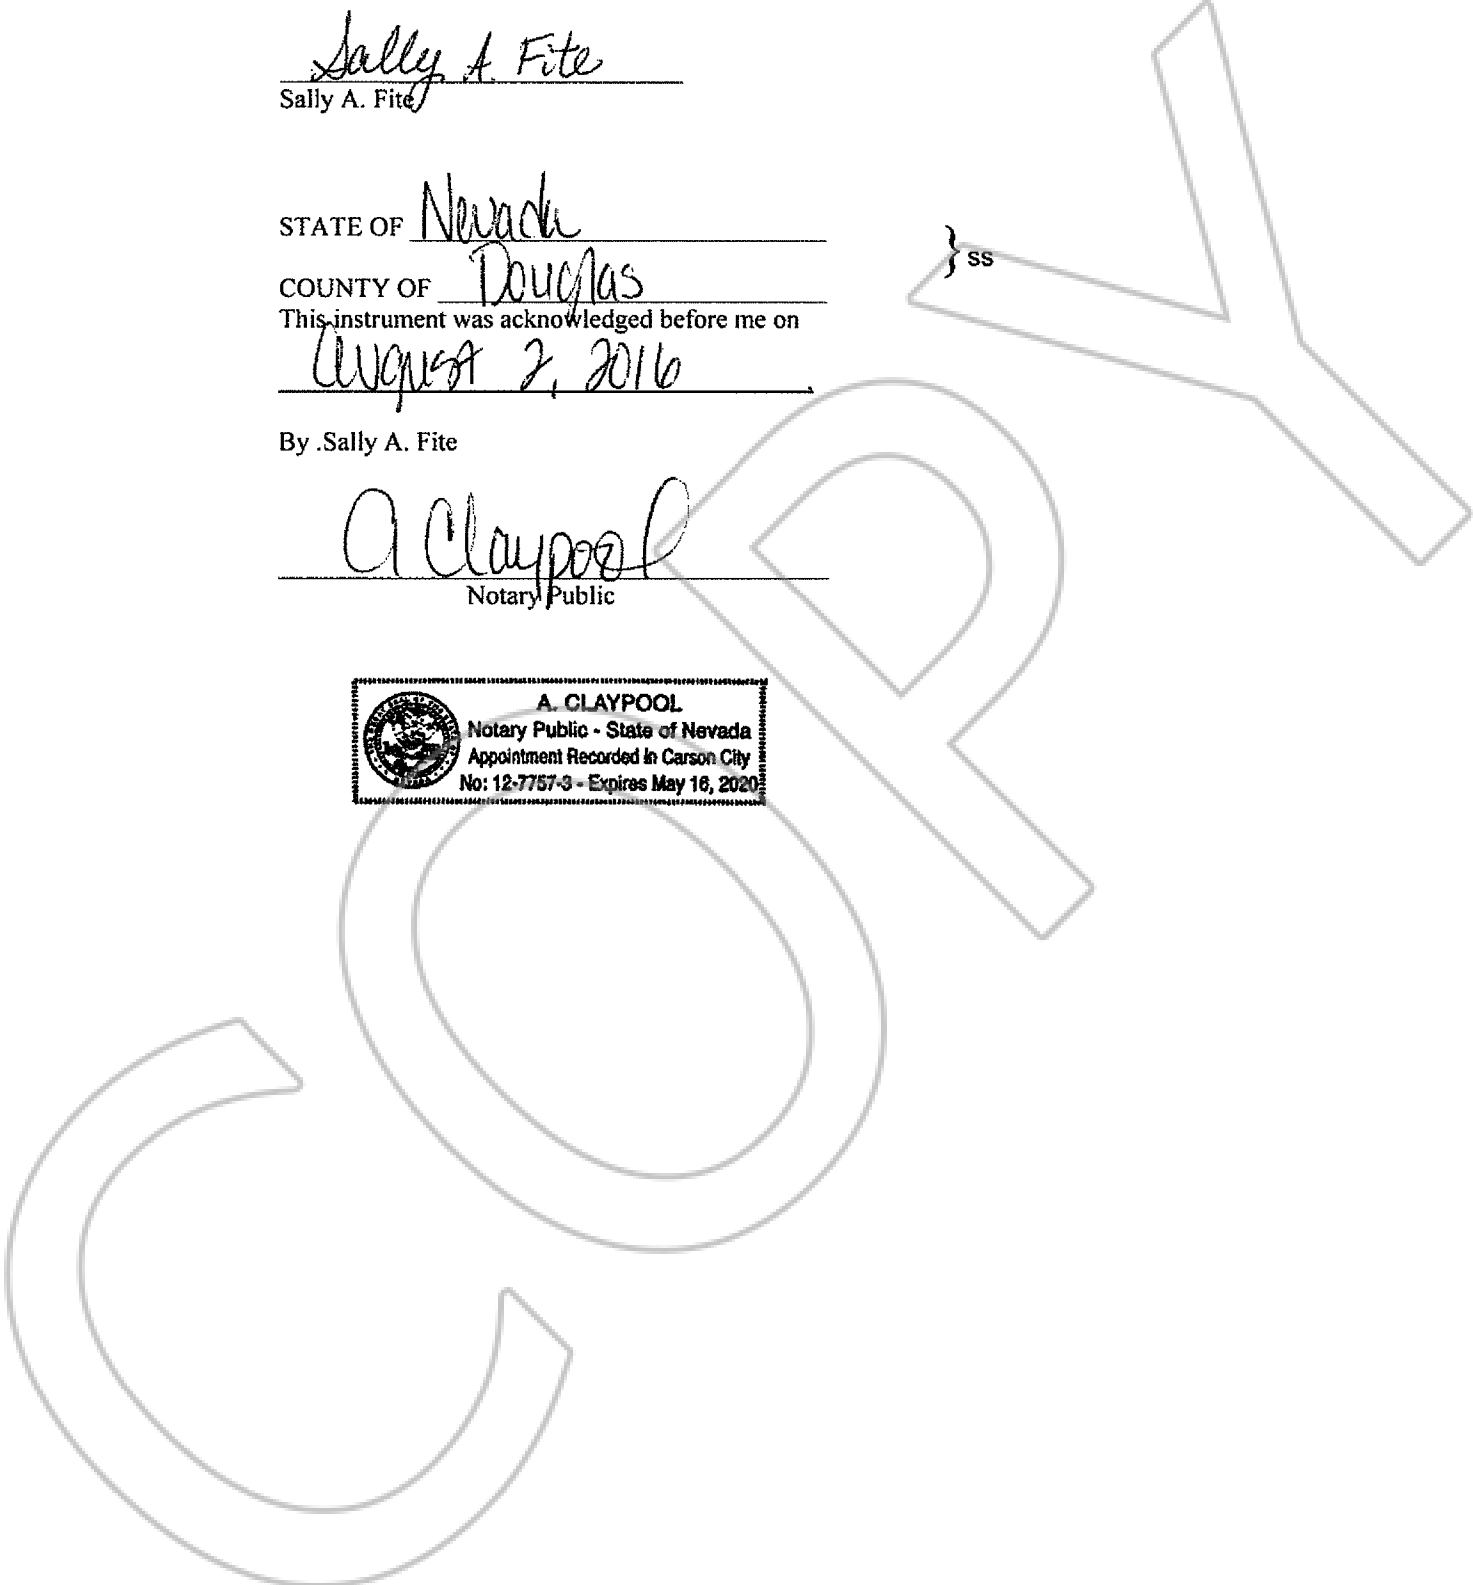 Sally A. Fite
Sally A. Fite
STATE OF Nevada
} ss
COUNTY OF Douglas
This instrument was acknowledged before me on
August 2, 2016
By .Sally A. Fite
A Claypool
Notary Public
A. CLAYPOOL
Notary Public - State of Nevada
Appointment Recorded in Carson City
No: 12-7757-3 - Expires May 16, 2020
COPY